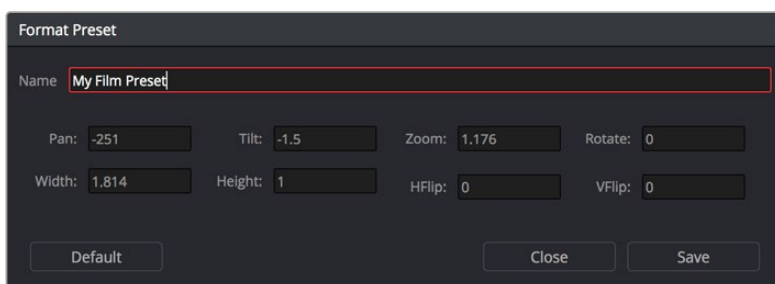 Format Preset
Name My Film Preset
Pan: -251 Tilt: -1.5 Zoom: 1.176 Rotate: 0
Width: 1.814 Height: 1 HFlip: 0 VFlip: 0
Default Close Save